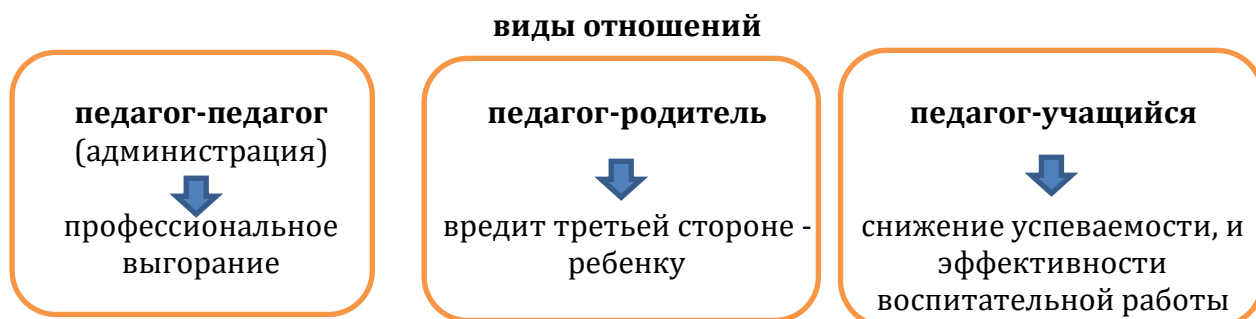 виды отношений
педагог-педагог
(администрация)
профессиональное
выгорание
педагог-родитель
вредит третьей стороне -
ребенку
педагог-учащийся
снижение успеваемости, и
эффективности
воспитательной работы